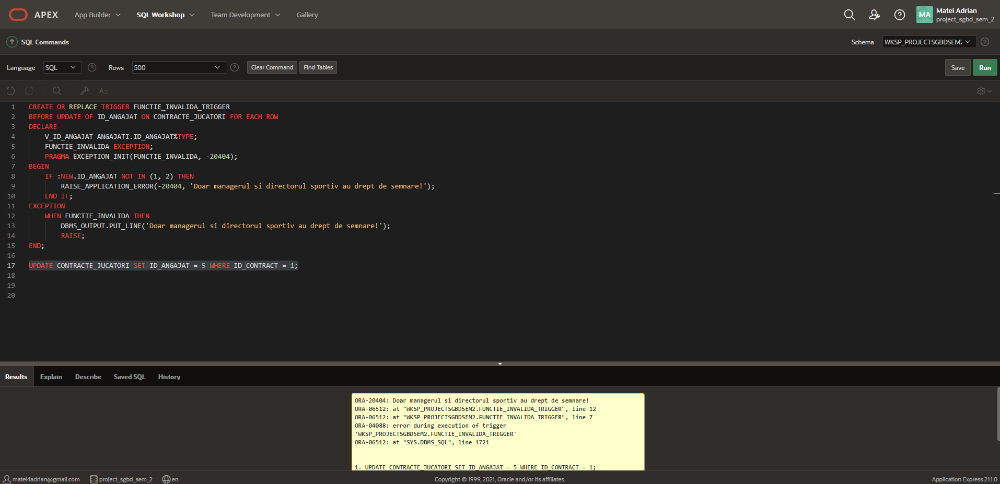 APEX App Builder SQL Workshop Team Development Gallery MA Matei Adrian
project_sgbd_sem_2
SQL Commands Schema WKSP_PROJECTSGBDSEM2
Language SQL Rows 500 Clear Command Find Tables Save Run
1 CREATE OR REPLACE TRIGGER FUNCTIE_INVALIDA_TRIGGER
2 BEFORE UPDATE OF ID_ANGAJAT ON CONTRACTE_JUCATORI FOR EACH ROW
3 DECLARE
4 V_ID_ANGAJAT ANGAJATI.ID_ANGAJAT%TYPE;
5 FUNCTIE_INVALIDA EXCEPTION;
6 PRAGMA EXCEPTION_INIT(FUNCTIE_INVALIDA, -20404);
7 BEGIN
8 IF :NEW.ID_ANGAJAT NOT IN (1, 2) THEN
9 RAISE_APPLICATION_ERROR(-20404, 'Doar managerul si directorul sportiv au drept de semnare!');
10 END IF;
11 EXCEPTION
12 WHEN FUNCTIE_INVALIDA THEN
13 DBMS_OUTPUT.PUT_LINE('Doar managerul si directorul sportiv au drept de semnare!');
14 RAISE;
15 END;
16
17 UPDATE CONTRACTE_JUCATORI SET ID_ANGAJAT = 5 WHERE ID_CONTRACT = 1;
18
19
20
Results Explain Describe Saved SQL History
ORA-20404: Doar managerul si directorul sportiv au drept de semnare!
ORA-06512: at "WKSP_PROJECTSGBDSEM2.FUNCTIE_INVALIDA_TRIGGER", line 12
ORA-06512: at "WKSP_PROJECTSGBDSEM2.FUNCTIE_INVALIDA_TRIGGER", line 7
ORA-04088: error during execution of trigger
'WKSP_PROJECTSGBDSEM2.FUNCTIE_INVALIDA_TRIGGER'
ORA-06512: at "SYS.DBMS_SQL", line 1721
1. UPDATE CONTRACTE_JUCATORI SET ID_ANGAJAT = 5 WHERE ID_CONTRACT = 1;
matei4adrian@gmail.com project_sgbd_sem_2 en Copyright © 1999, 2021, Oracle and/or its affiliates. Application Express 21.1.0